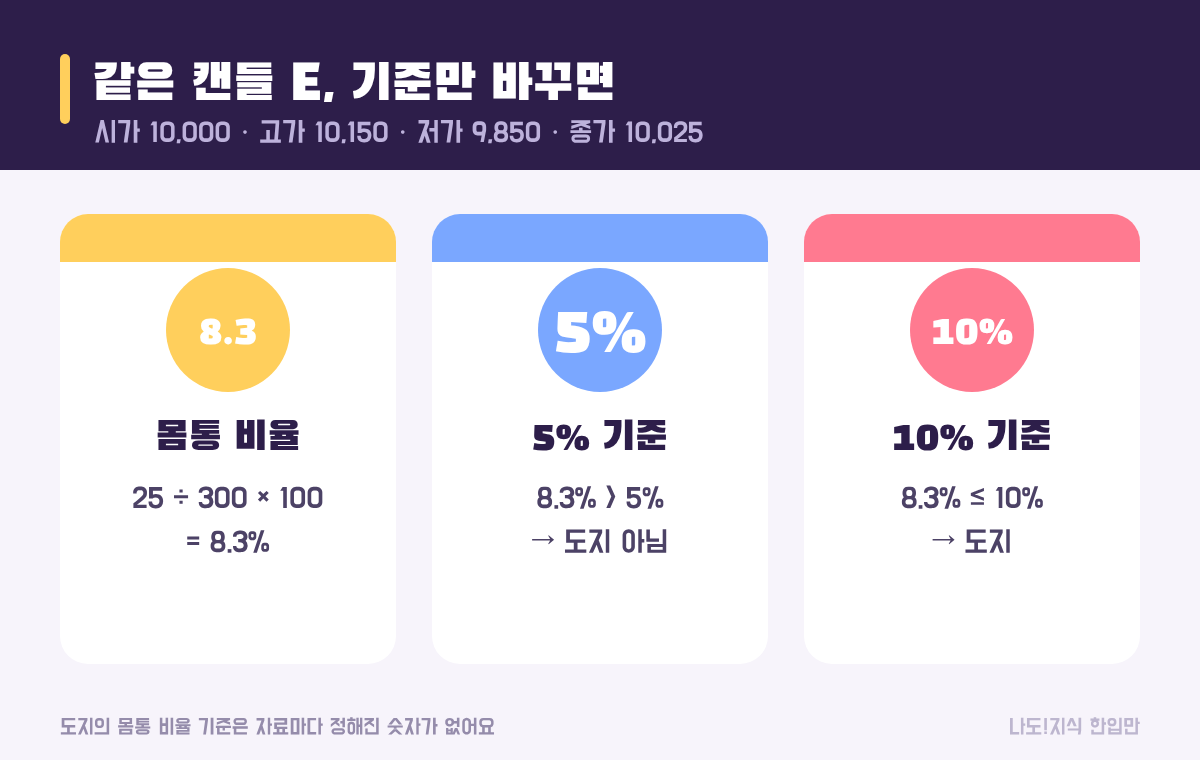 같은 캔들 E, 기준만 바꾸면
시가 10,000 · 고가 10,150 · 저가 9,850 · 종가 10,025
8.3
몸통 비율
25 ÷ 300 × 100
= 8.3%
5%
5% 기준
8.3% > 5%
→ 도지 아님
10%
10% 기준
8.3% ≤ 10%
→ 도지
도지의 몸통 비율 기준은 자료마다 정해진 숫자가 없어요
나도!지식 한입만